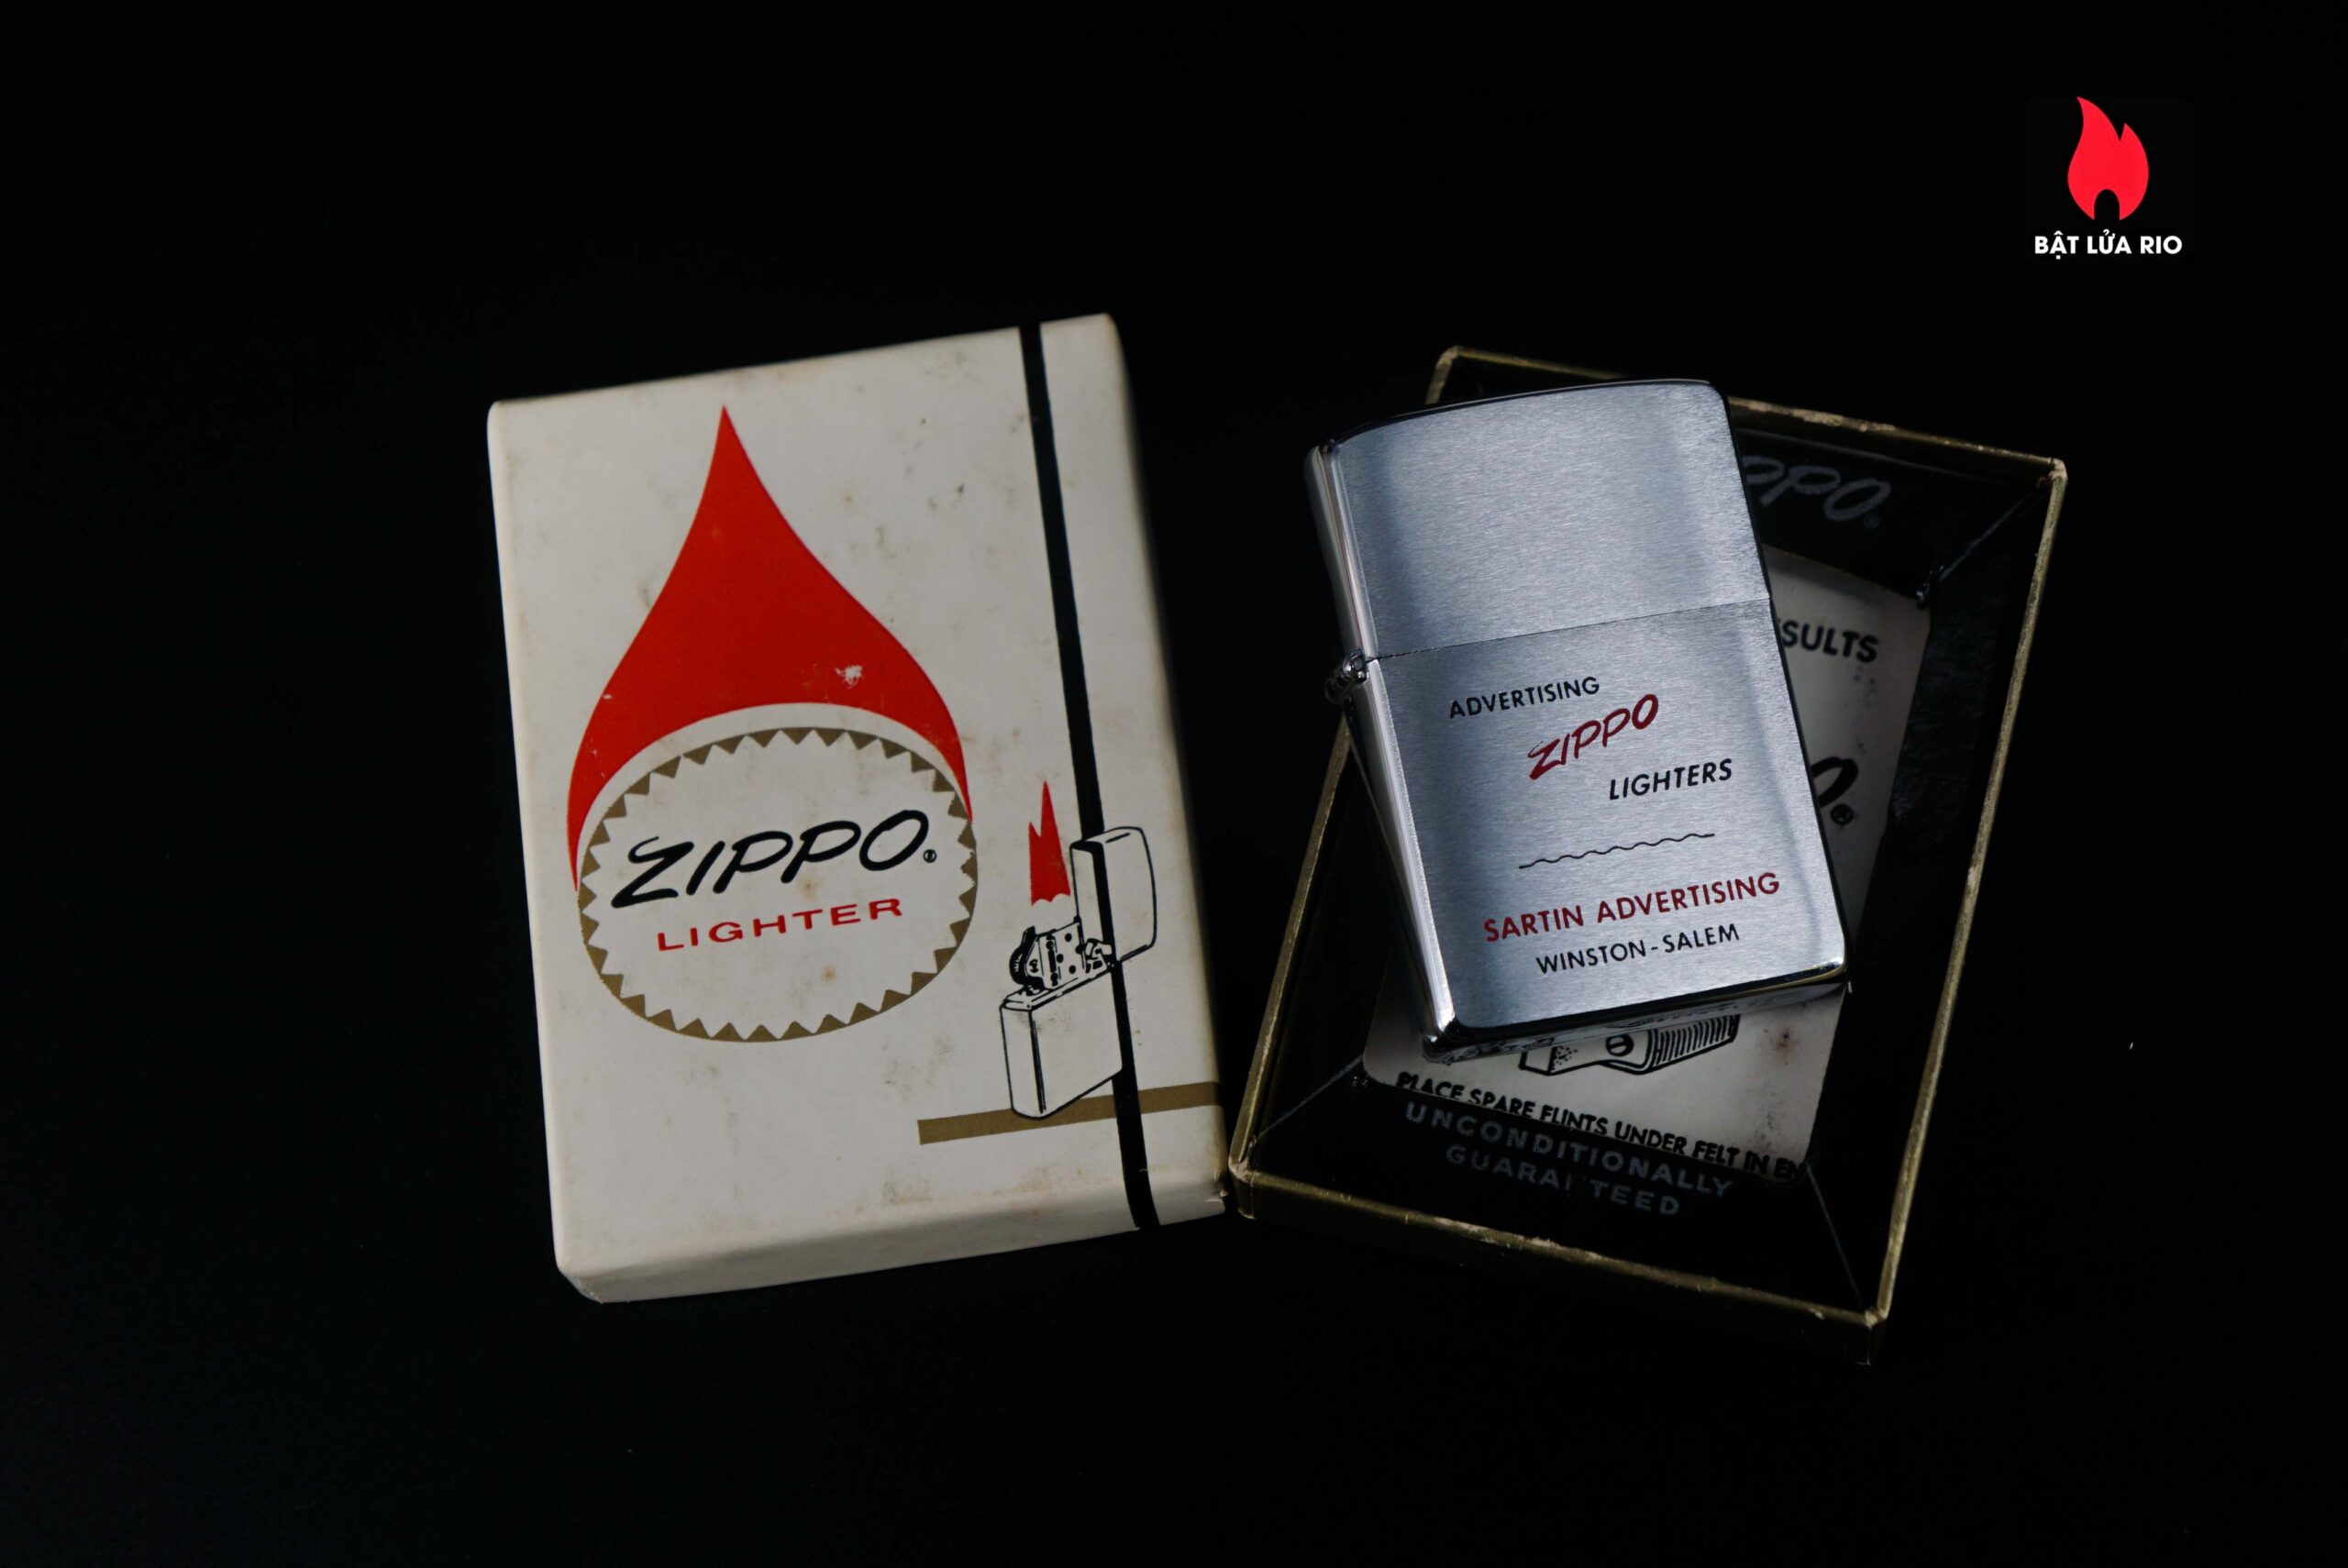 BẬT LỬA RIO
ZIPPO®
LIGHTER
ADVERTISING
ZIPPO
LIGHTERS
SARTIN ADVERTISING
WINSTON-SALEM
PLACE SPARE FLINTS UNDER FELT IN
UNCONDITIONALLY
GUARANTEED